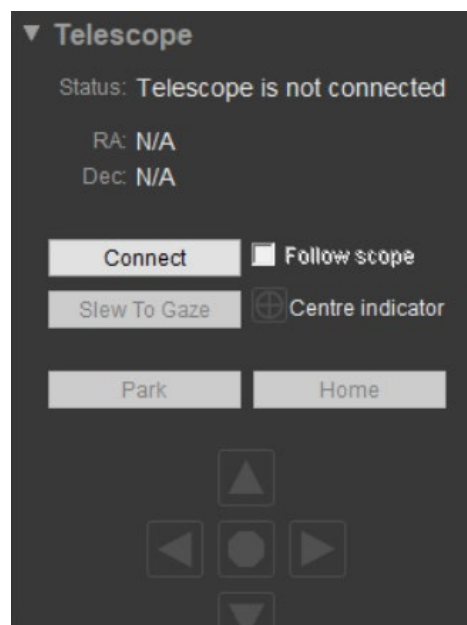 Telescope
Status: Telescope is not connected
RA: N/A
Dec: N/A
Connect Follow scope
Slew To Gaze Centre indicator
Park Home